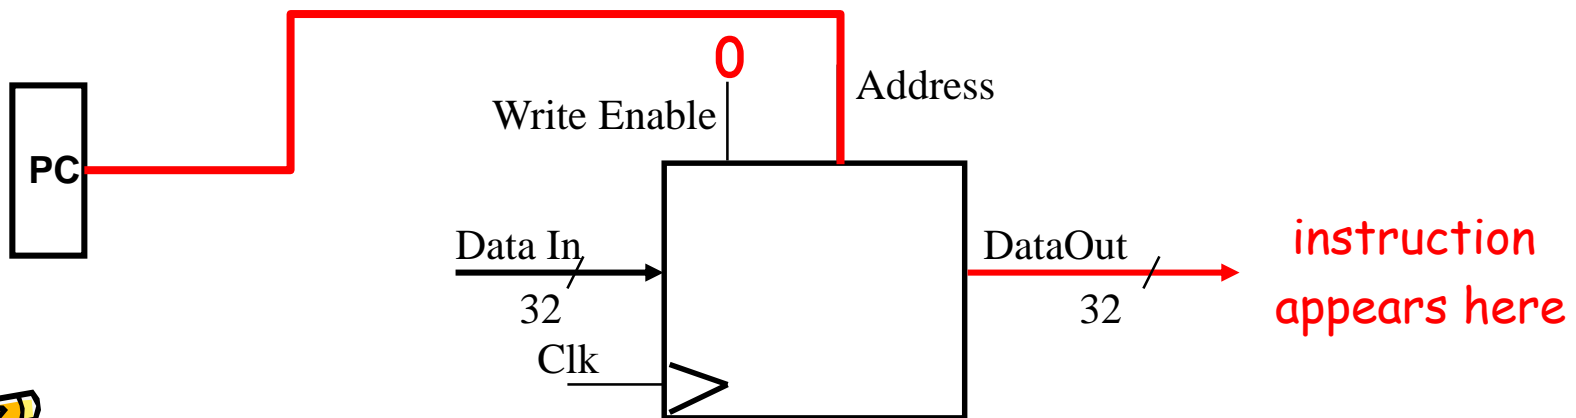 0
Address
Write Enable
PC
Data In
DataOut
instruction
32
32
appears here
Clk